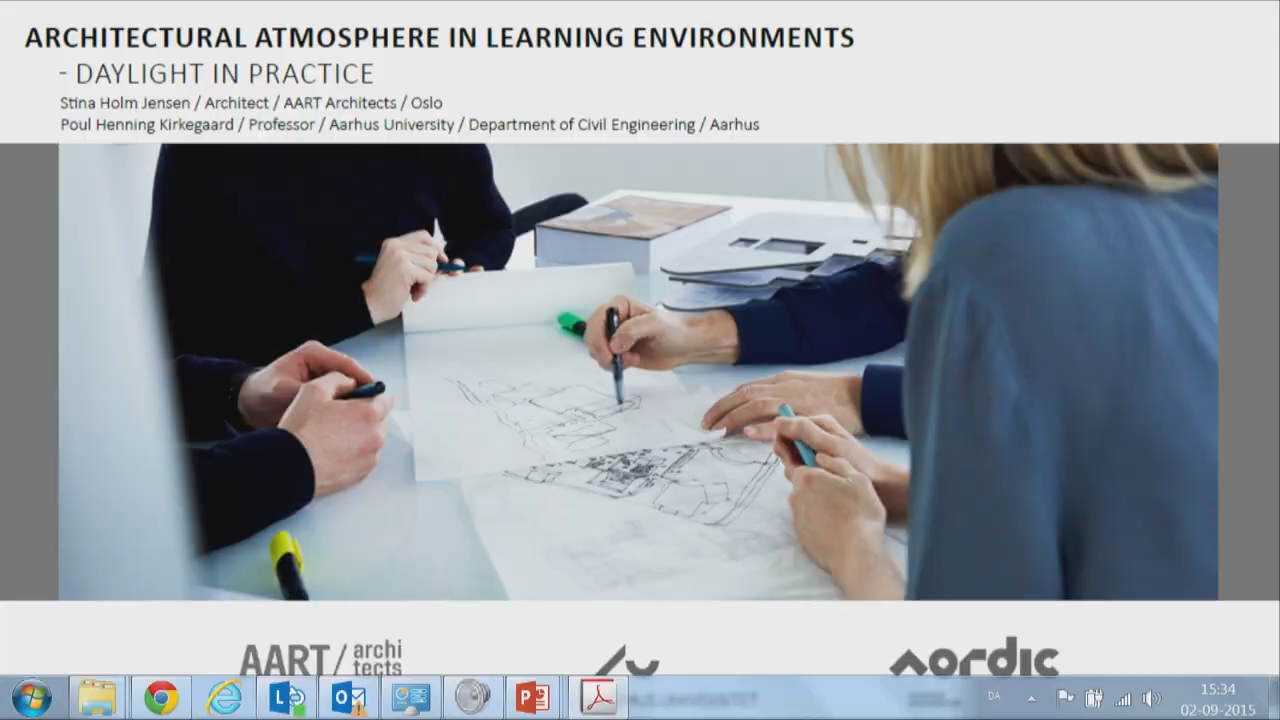 ARCHITECTURAL ATMOSPHERE IN LEARNING ENVIRONMENTS
- DAYLIGHT IN PRACTICE
Stina Holm Jensen / Architect / AART Architects / Oslo
Poul Henning Kirkegaard / Professor / Aarhus University / Department of Civil Engineering / Aarhus
AART / archi
tects
nordic
DA
15:34
02-09-2015